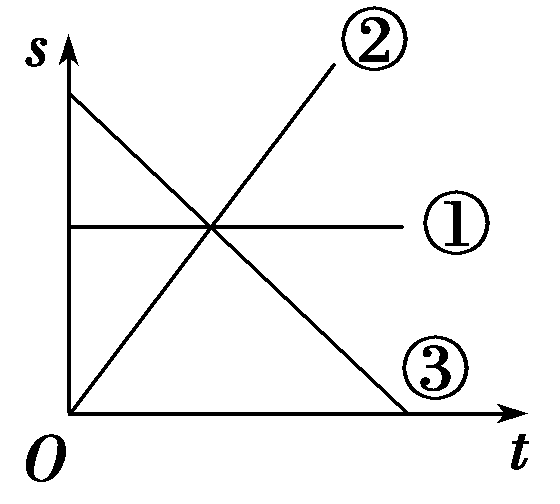 s
②
①
③
O
t